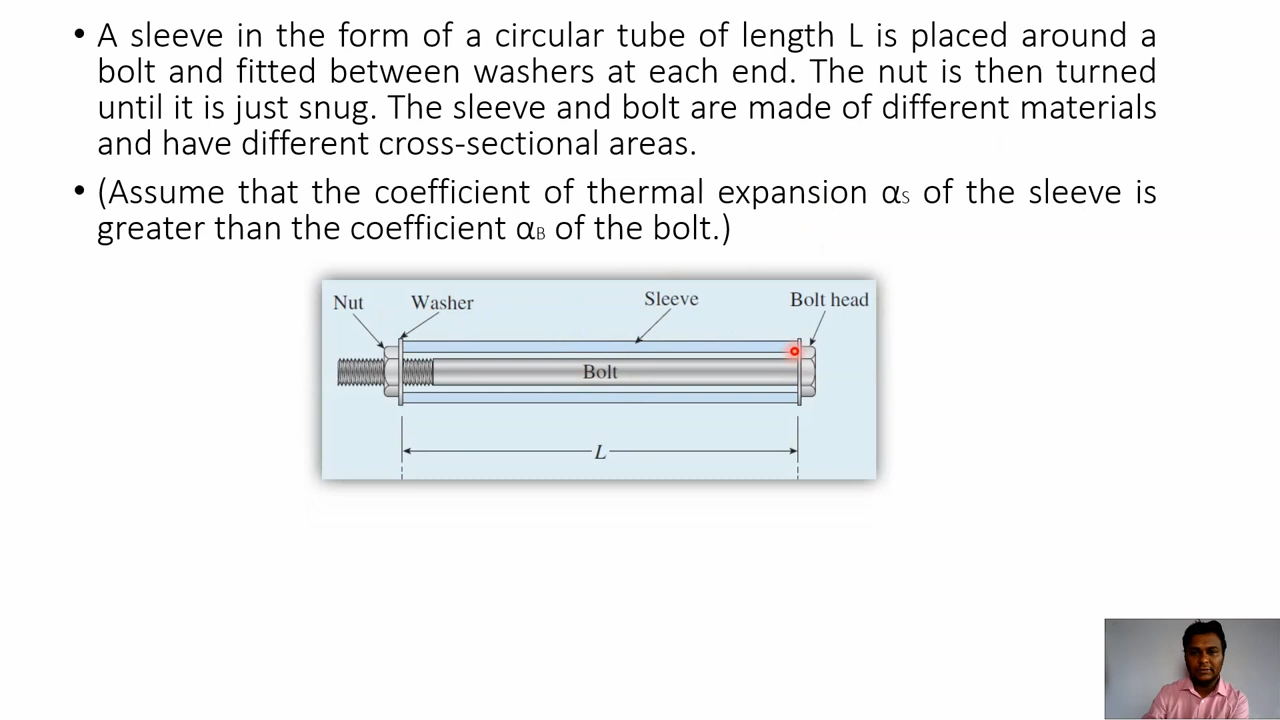 • A sleeve in the form of a circular tube of length L is placed around a
bolt and fitted between washers at each end. The nut is then turned
until it is just snug. The sleeve and bolt are made of different materials
and have different cross-sectional areas.
• (Assume that the coefficient of thermal expansion αS of the sleeve is
greater than the coefficient αB of the bolt.)
Nut Washer Sleeve Bolt head
Bolt
L